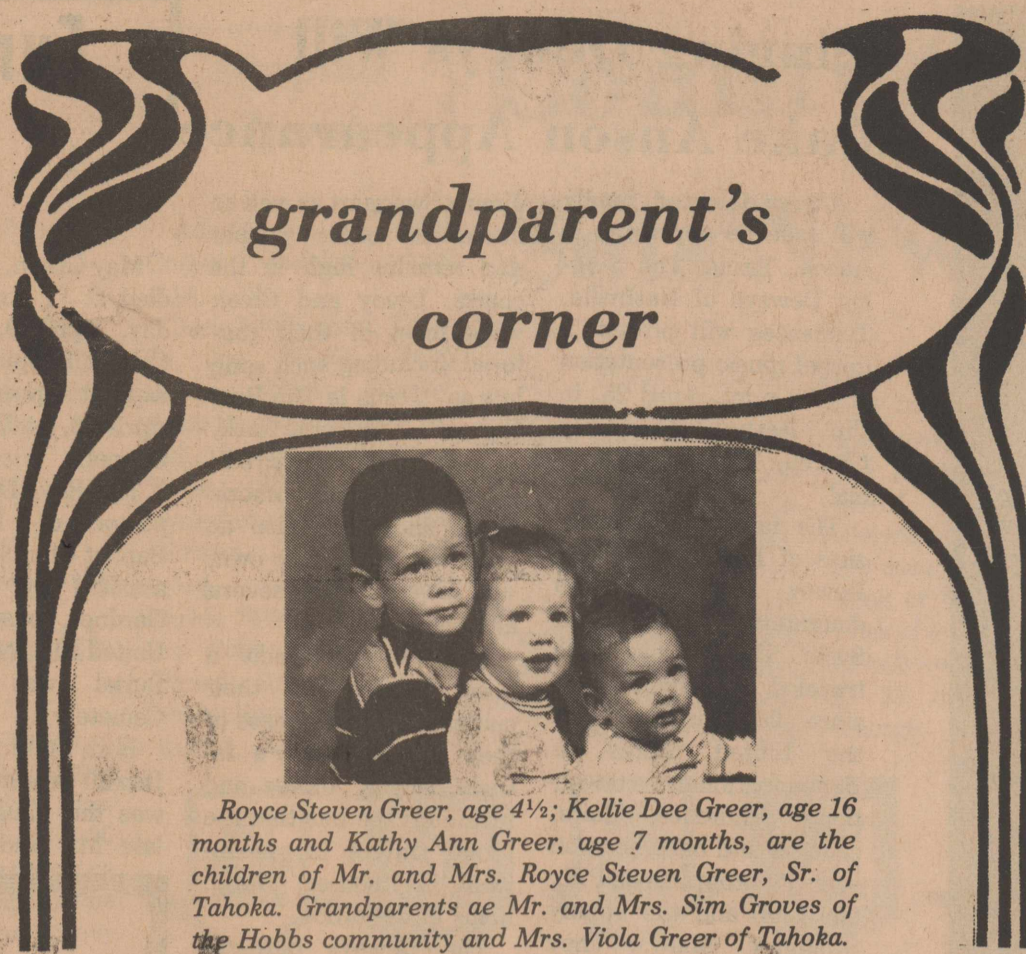 grandparent's
corner
Royce Steven Greer, age 4½; Kellie Dee Greer, age 16
months and Kathy Ann Greer, age 7 months, are the
children of Mr. and Mrs. Royce Steven Greer, Sr. of
Tahoka. Grandparents ae Mr. and Mrs. Sim Groves of
the Hobbs community and Mrs. Viola Greer of Tahoka.